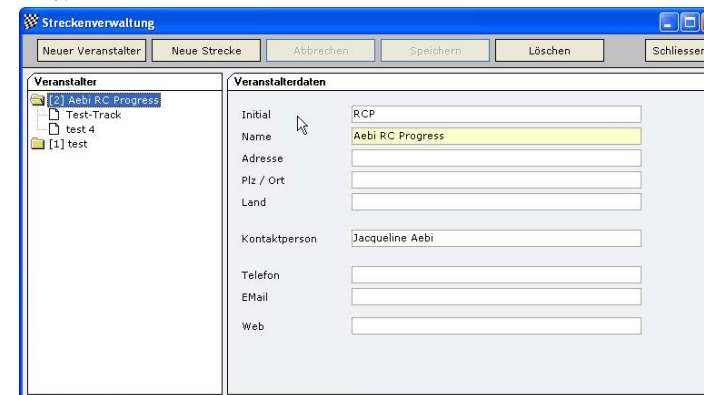 Streckenverwaltung
Neuer Veranstalter Neue Strecke Abbrechen Speichern Löschen Schliessen
Veranstalter
[2] Aebi RC Progress
Test-Track
test 4
[1] test
Veranstalterdaten
Initial RCP
Name Aebi RC Progress
Adresse
Plz / Ort
Land
Kontaktperson Jacqueline Aebi
Telefon
EMail
Web